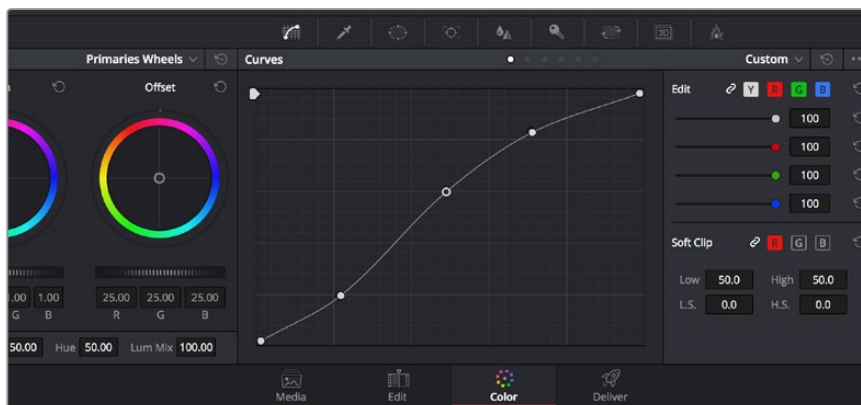 3D
Primaries Wheels
Curves
Custom
Offset
Edit Y R G B
100
100
100
100
Soft Clip R G B
Low 50.0 High 50.0
L.S. 0.0 H.S. 0.0
1.00 25.00 25.00 25.00
G B R G B
50.00 Hue 50.00 Lum Mix 100.00
Media Edit Color Deliver